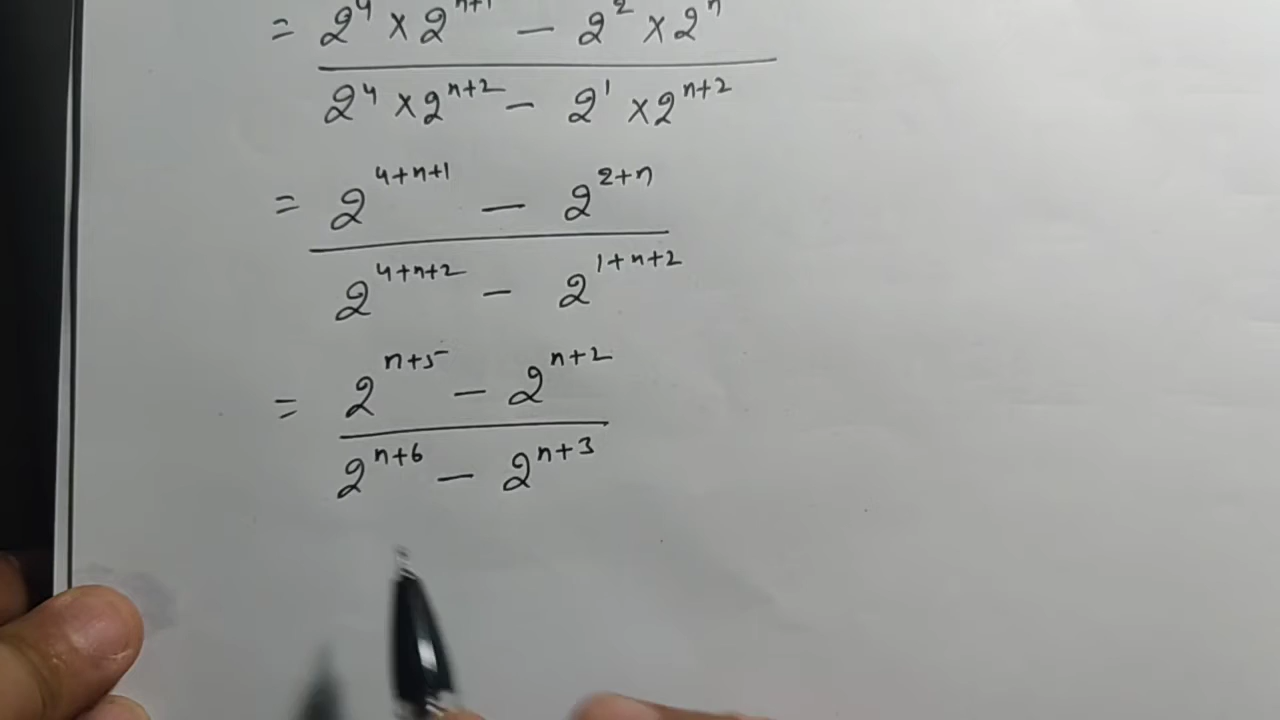 = 2^4 × 2^{n+1} - 2^2 × 2^n
2^4 × 2^{n+2} - 2^1 × 2^{n+2}
= 2^{4+n+1} - 2^{2+n}
2^{4+n+2} - 2^{1+n+2}
= 2^{n+5} - 2^{n+2}
2^{n+6} - 2^{n+3}